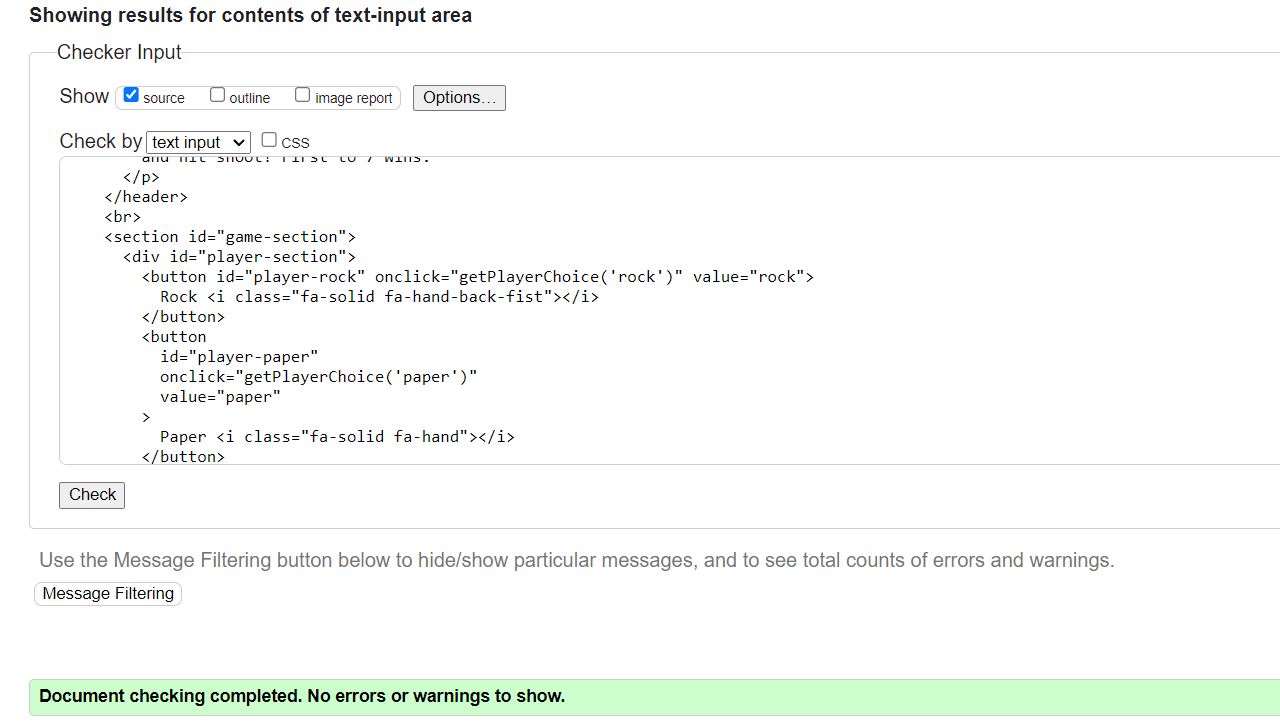 Showing results for contents of text-input area
Checker Input
Show source outline image report Options...
Check by text input CSS
and hit shoot! First to 7 wins.
</p>
</header>
<br>
<section id="game-section">
<div id="player-section">
<button id="player-rock" onclick="getPlayerChoice('rock')" value="rock">
Rock <i class="fa-solid fa-hand-back-fist"></i>
</button>
<button
id="player-paper"
onclick="getPlayerChoice('paper')"
value="paper"
>
Paper <i class="fa-solid fa-hand"></i>
</button>
Check
Use the Message Filtering button below to hide/show particular messages, and to see total counts of errors and warnings.
Message Filtering
Document checking completed. No errors or warnings to show.